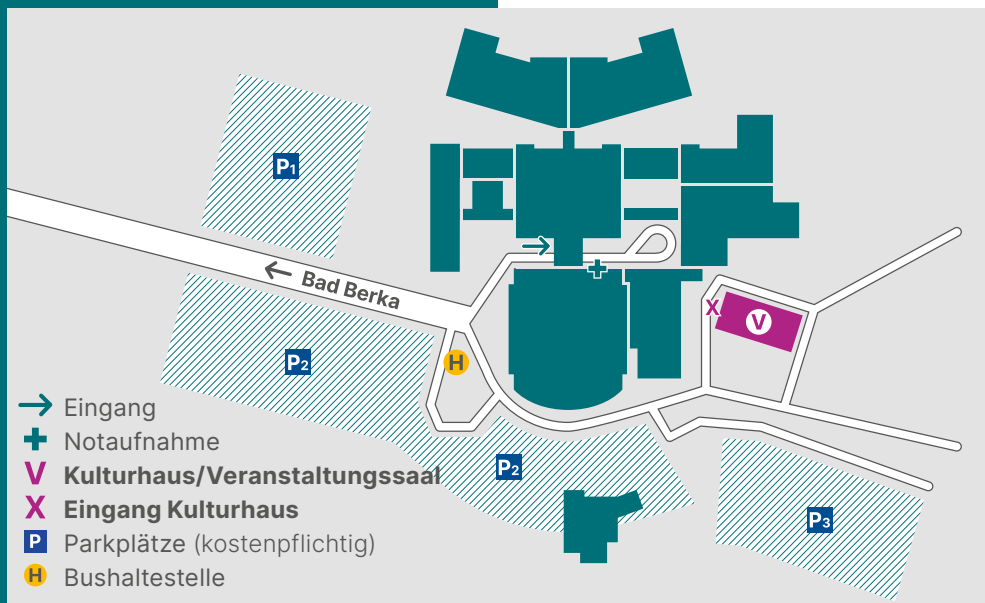 P1
← Bad Berka
P2
H
V
X
P2
P3
→ Eingang
✚ Notaufnahme
V Kulturhaus/Veranstaltungssaal
X Eingang Kulturhaus
P Parkplätze (kostenpflichtig)
H Bushaltestelle